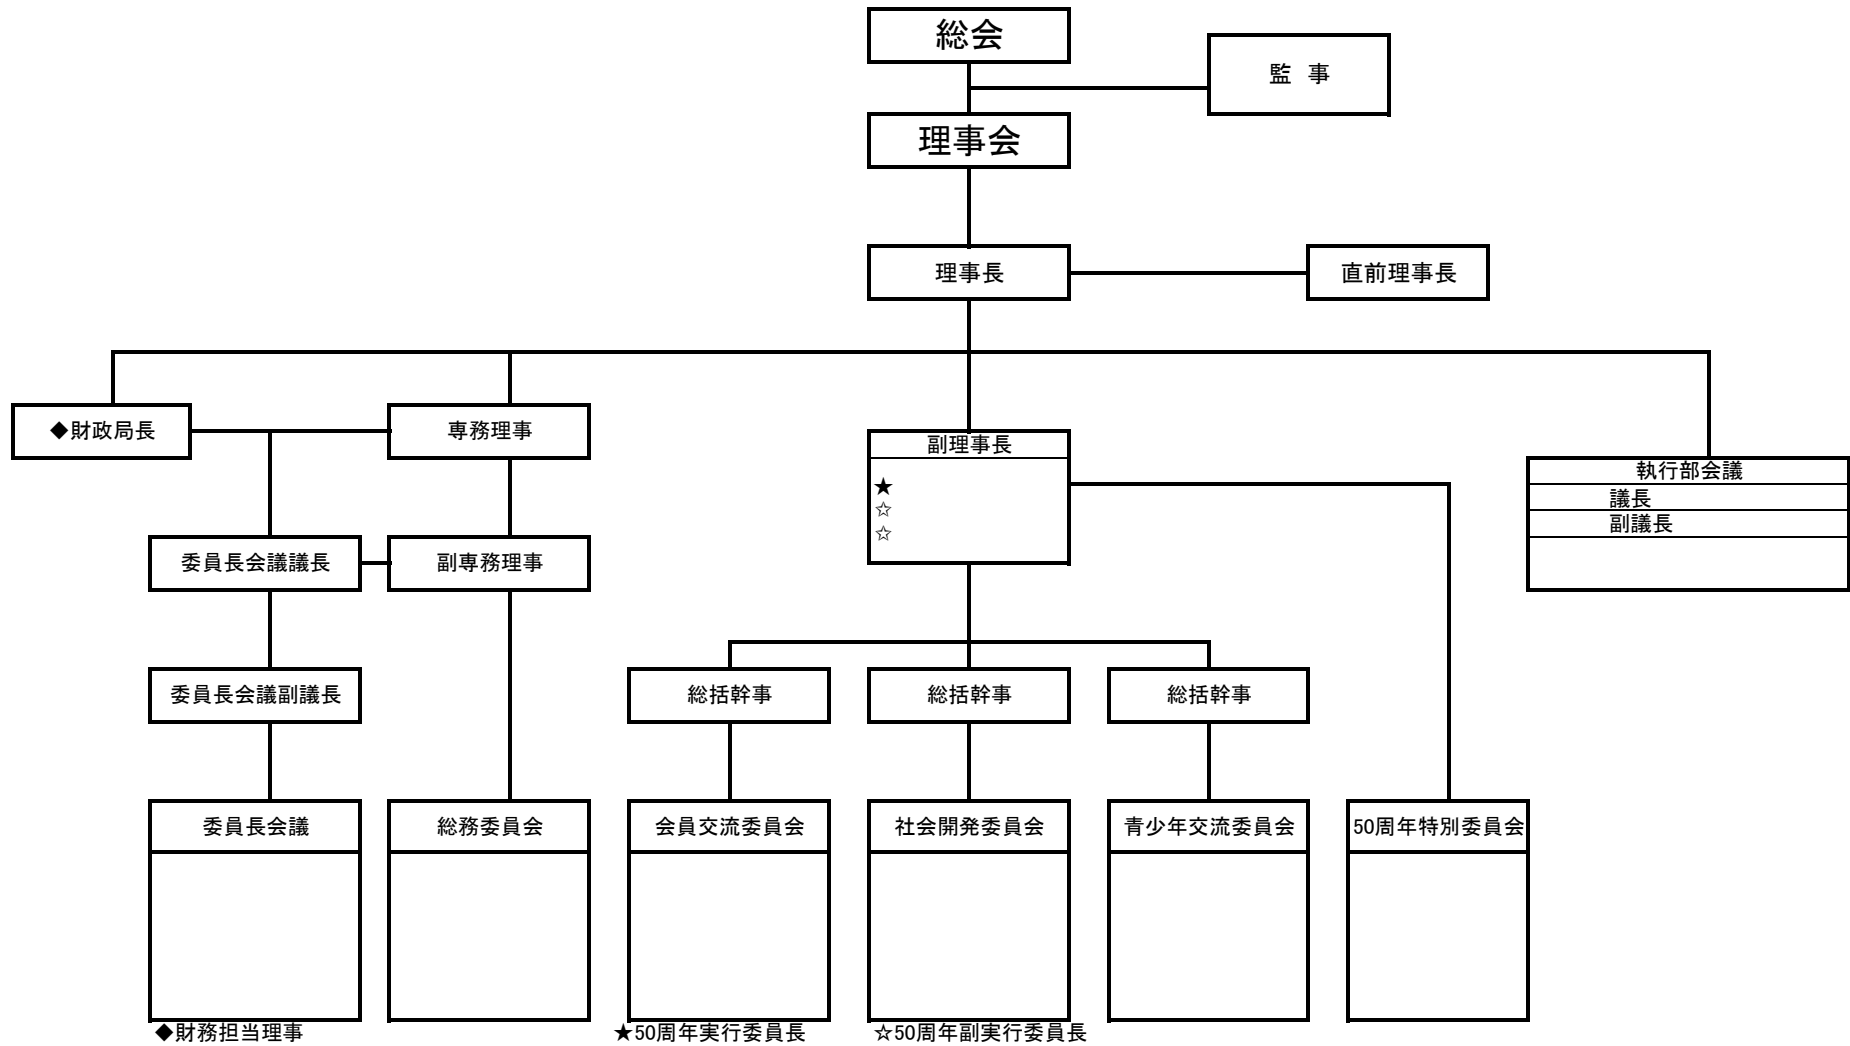 総会
監 事
理事会
理事長
直前理事長
◆財政局長
専務理事
副理事長
★
☆
☆
執行部会議
議長
副議長
委員長会議議長
副専務理事
委員長会議副議長
総括幹事
総括幹事
総括幹事
委員長会議
総務委員会
会員交流委員会
社会開発委員会
青少年交流委員会
50周年特別委員会
◆財務担当理事
★50周年実行委員長
☆50周年副実行委員長